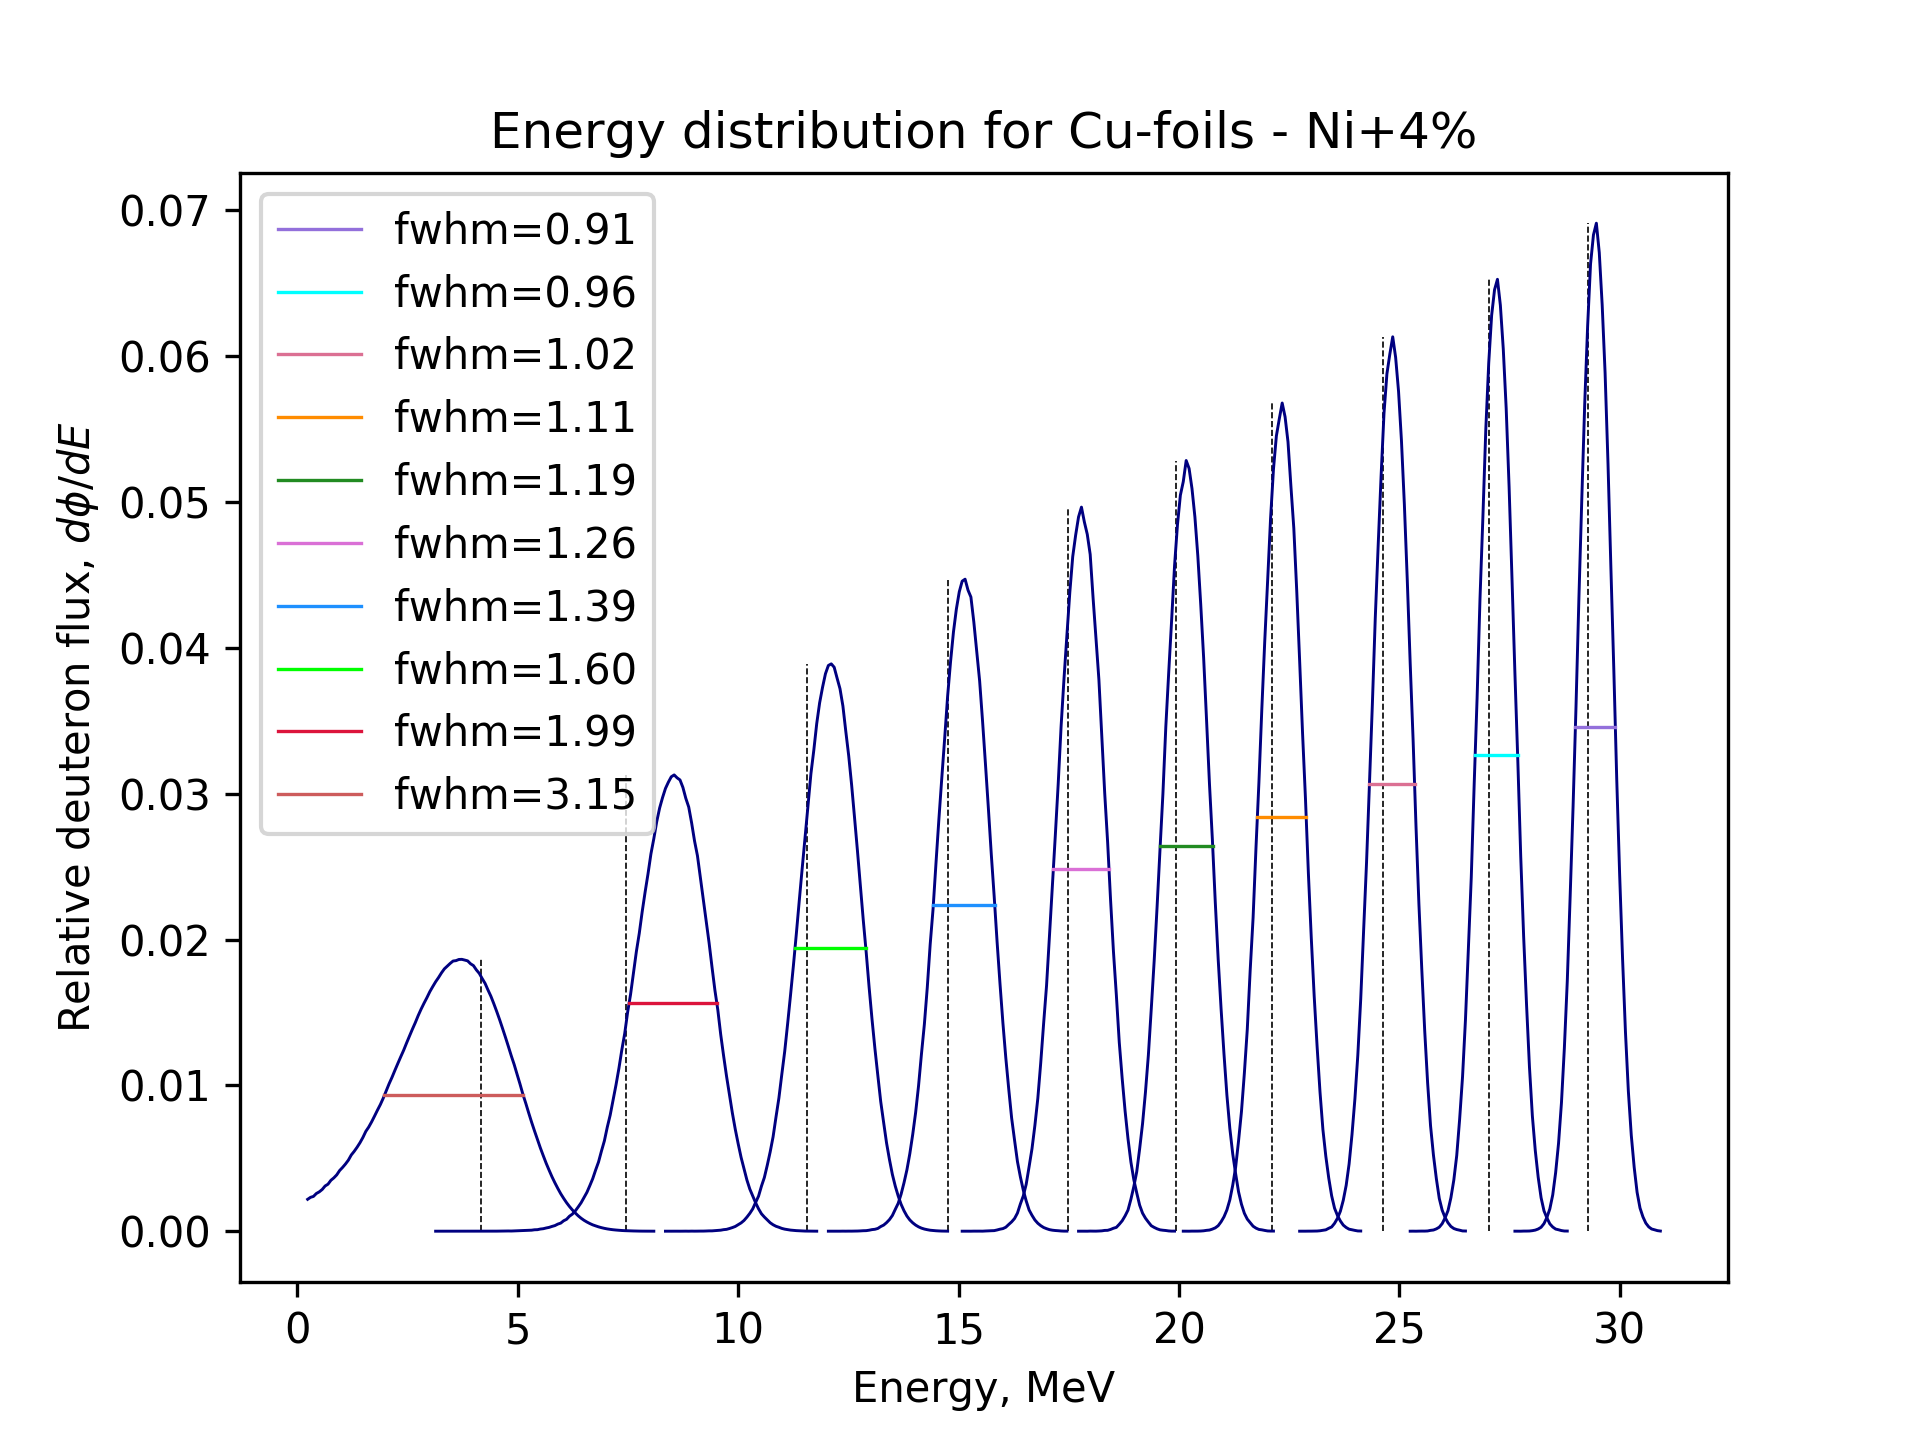 Energy distribution for Cu-foils - Ni+4%
fwhm=0.91
fwhm=0.96
fwhm=1.02
fwhm=1.11
fwhm=1.19
fwhm=1.26
fwhm=1.39
fwhm=1.60
fwhm=1.99
fwhm=3.15
0.07
0.06
0.05
0.04
0.03
0.02
0.01
0.00
Relative deuteron flux, dϕ/dE
0 5 10 15 20 25 30
Energy, MeV